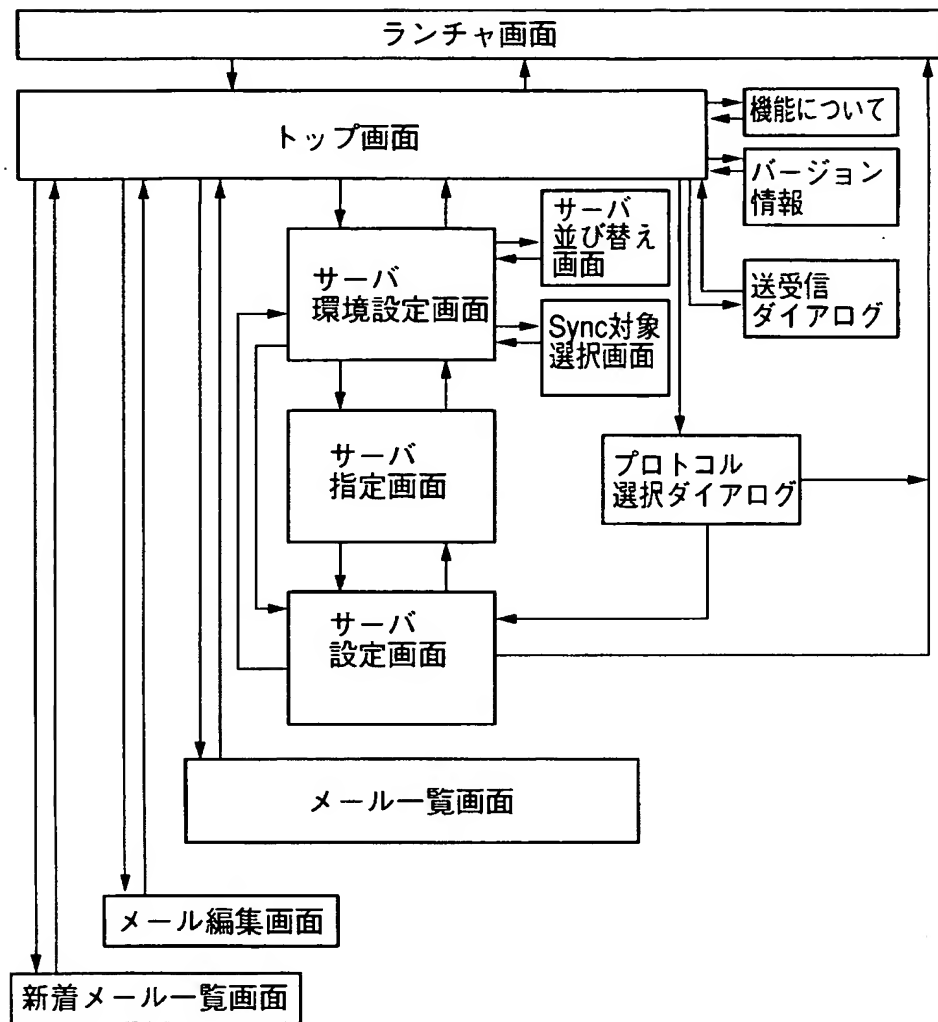 ランチャ画面
トップ画面
機能について
バージョン
情報
サーバ
並び替え
画面
サーバ
環境設定画面
送受信
ダイアログ
Sync対象
選択画面
サーバ
指定画面
プロトコル
選択ダイアログ
サーバ
設定画面
メール一覧画面
メール編集画面
新着メール一覧画面